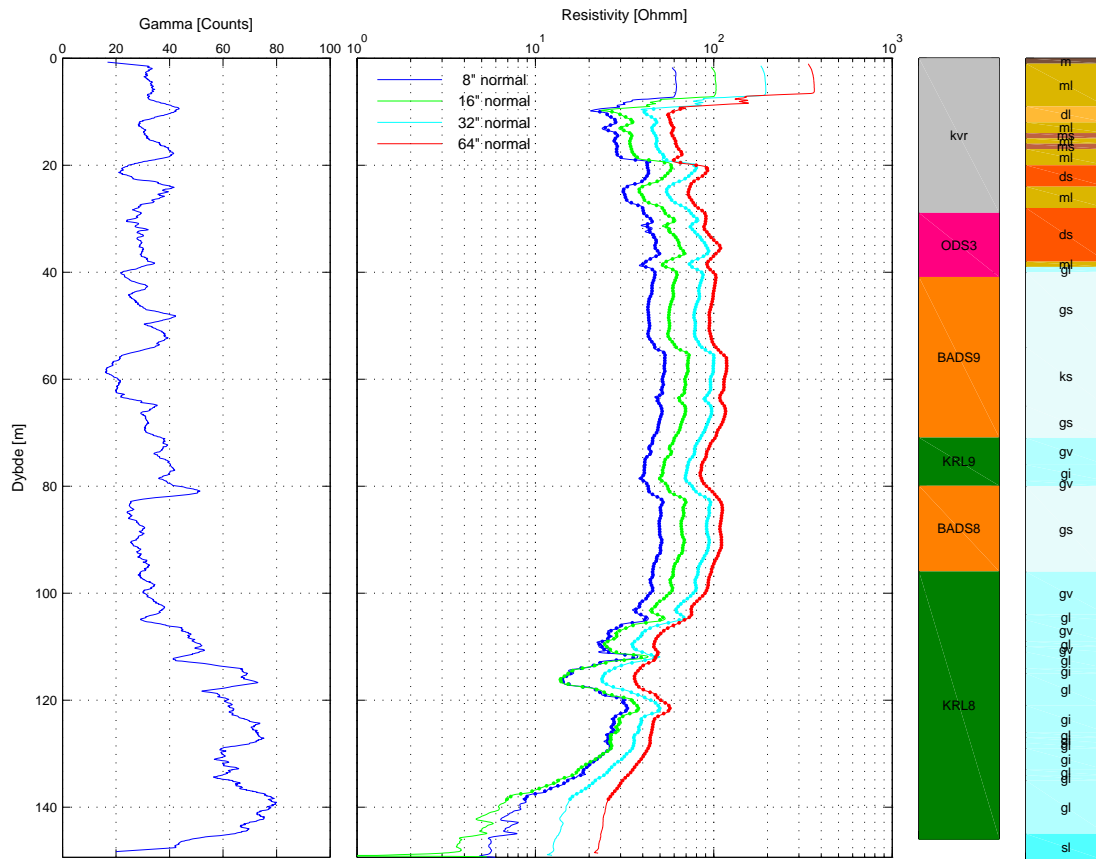 Gamma [Counts]
0 20 40 60 80 100
Resistivity [Ohmm]
10^0 10^1 10^2 10^3
Dybde [m]
0
20
40
60
80
100
120
140
8" normal
16" normal
32" normal
64" normal
kvr
ODS3
BADS9
KRL9
BADS8
KRL8
m
ml
dl
ml
ms
ms
ml
ds
ml
ds
ml
gl
gs
ks
gs
gv
gi
gv
gs
gv
gl
gv
gl
gv
gl
gi
gl
gi
gl
gl
gi
gl
gl
gl
sl